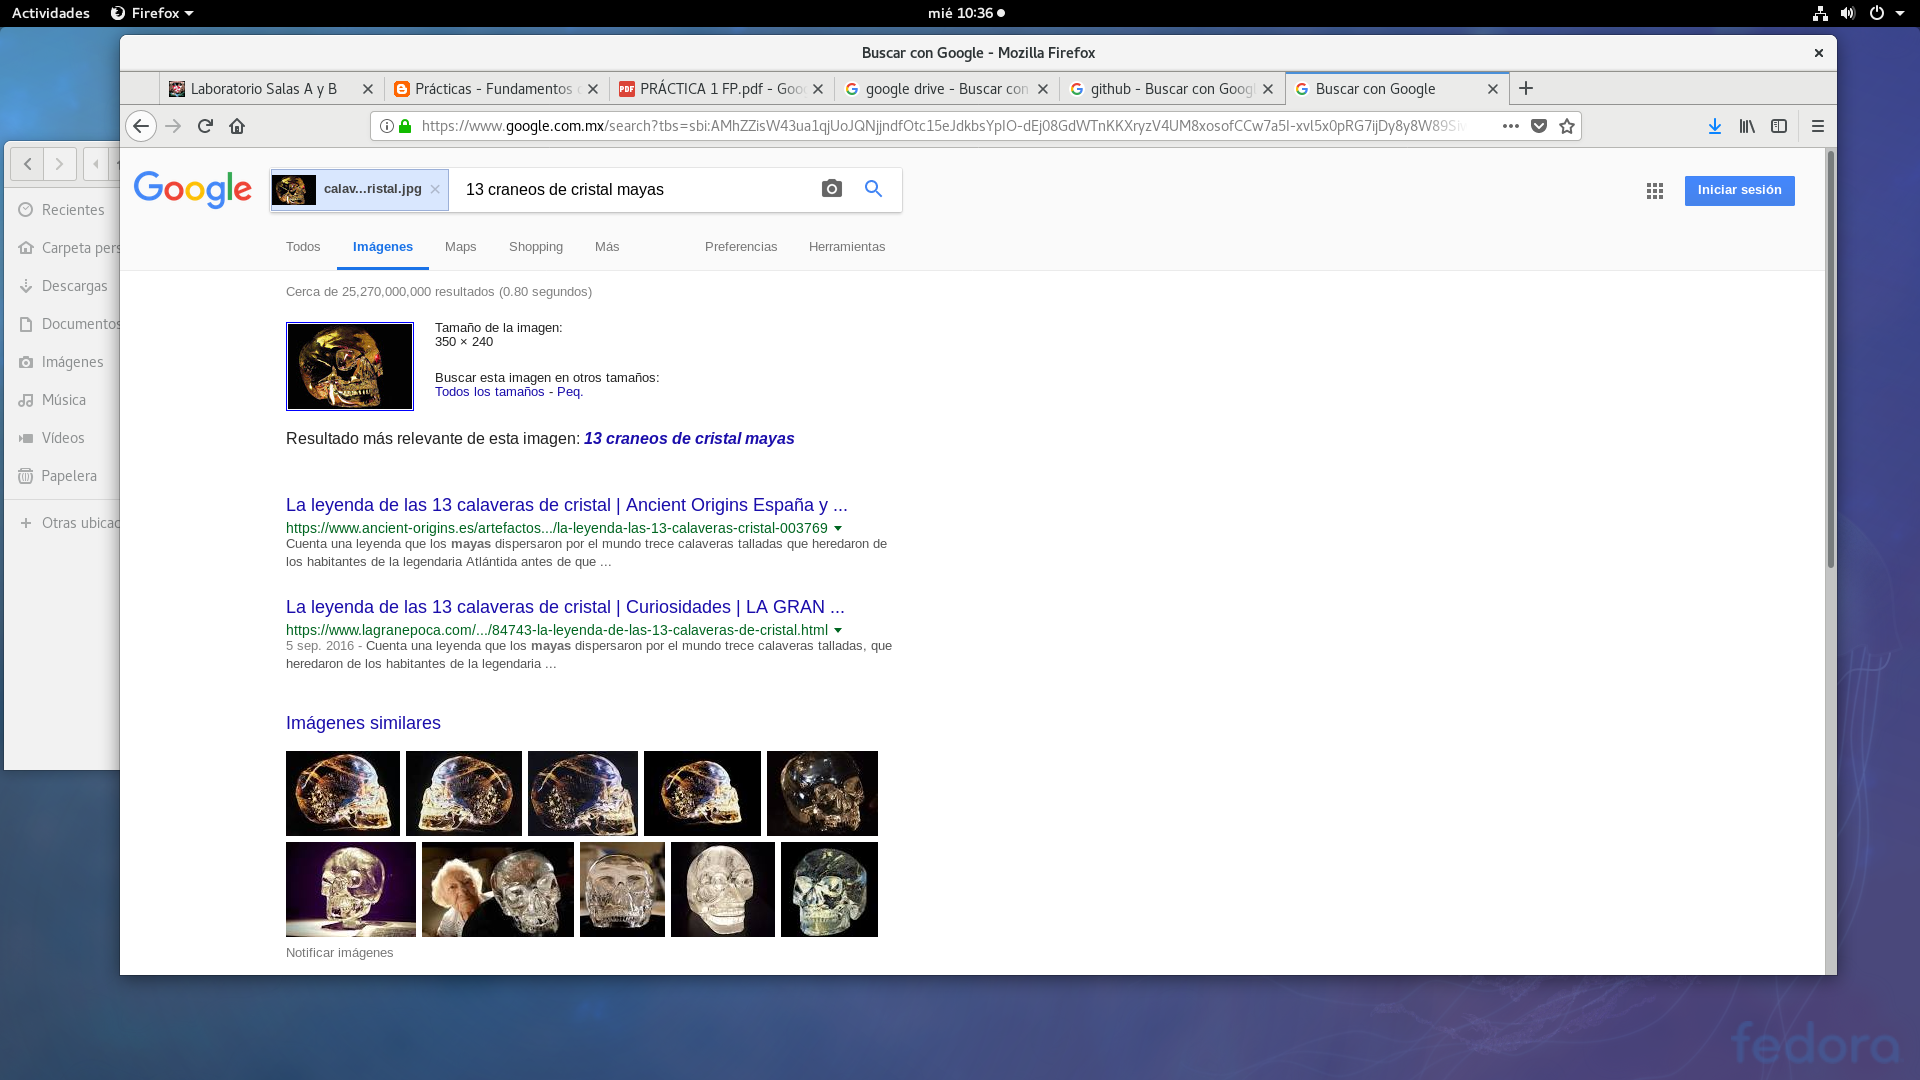 Actividades Firefox mié 10:36
Buscar con Google - Mozilla Firefox
Laboratorio Salas A y B
Prácticas - Fundamentos
PRÁCTICA 1 FP.pdf - Goo
google drive - Buscar con
github - Buscar con Googl
Buscar con Google
https://www.google.com.mx/search?tbs=sbi:AMhZZisW43ua1qjUoJQNjjndfOtc15eJdkbsYpIO-dEj08GdWTnKKXryzV4UM8xosofCCw7a5I-xvl5x0pRG7ijDy8y8W89Siv
Recientes
Carpeta pers
Descargas
Documentos
Imágenes
Música
Vídeos
Papelera
Otras ubicac
Google
calav...ristal.jpg
13 craneos de cristal mayas
Iniciar sesión
Todos Imágenes Maps Shopping Más Preferencias Herramientas
Cerca de 25,270,000,000 resultados (0.80 segundos)
Tamaño de la imagen:
350 × 240
Buscar esta imagen en otros tamaños:
Todos los tamaños - Peq.
Resultado más relevante de esta imagen: 13 craneos de cristal mayas
La leyenda de las 13 calaveras de cristal | Ancient Origins España y ...
https://www.ancient-origins.es/artefactos.../la-leyenda-las-13-calaveras-cristal-003769
Cuenta una leyenda que los mayas dispersaron por el mundo trece calaveras talladas que heredaron de
los habitantes de la legendaria Atlántida antes de que ...
La leyenda de las 13 calaveras de cristal | Curiosidades | LA GRAN ...
https://www.lagranepoca.com/.../84743-la-leyenda-de-las-13-calaveras-de-cristal.html
5 sep. 2016 - Cuenta una leyenda que los mayas dispersaron por el mundo trece calaveras talladas, que
heredaron de los habitantes de la legendaria ...
Imágenes similares
Notificar imágenes
fedora